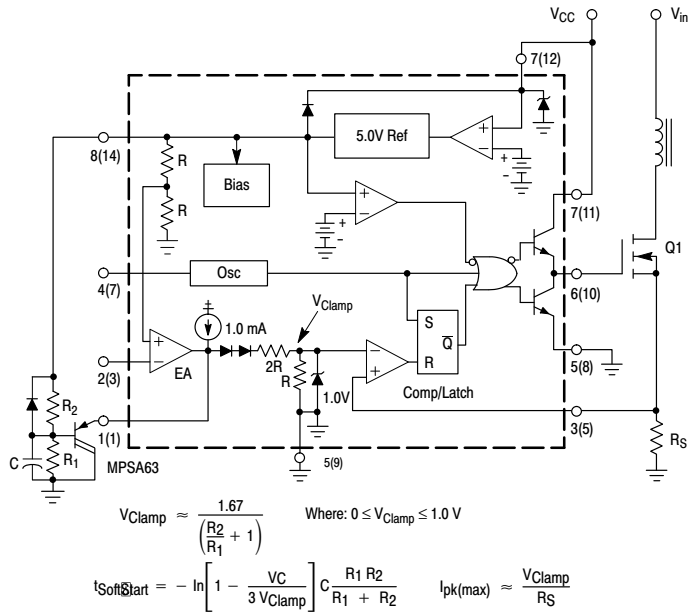 VCC Vin
7(12)
5.0V Ref
+
−
+
−
8(14)
R
Bias
R
+
−
+
−
7(11)
Q1
Osc
4(7)
6(10)
VClamp
+
1.0 mA
S
Q
R
5(8)
+
−
EA
2R
R
1.0V
−
+
Comp/Latch
2(3)
R2
1(1)
3(5)
C
R1
MPSA63
5(9)
RS
VClamp ≈ 1.67 / (R2/R1 + 1) Where: 0 ≤ VClamp ≤ 1.0 V
tSoftStart = − ln[1 − VC / 3 VClamp] C R1 R2 / R1 + R2 Ipk(max) ≈ VClamp / RS